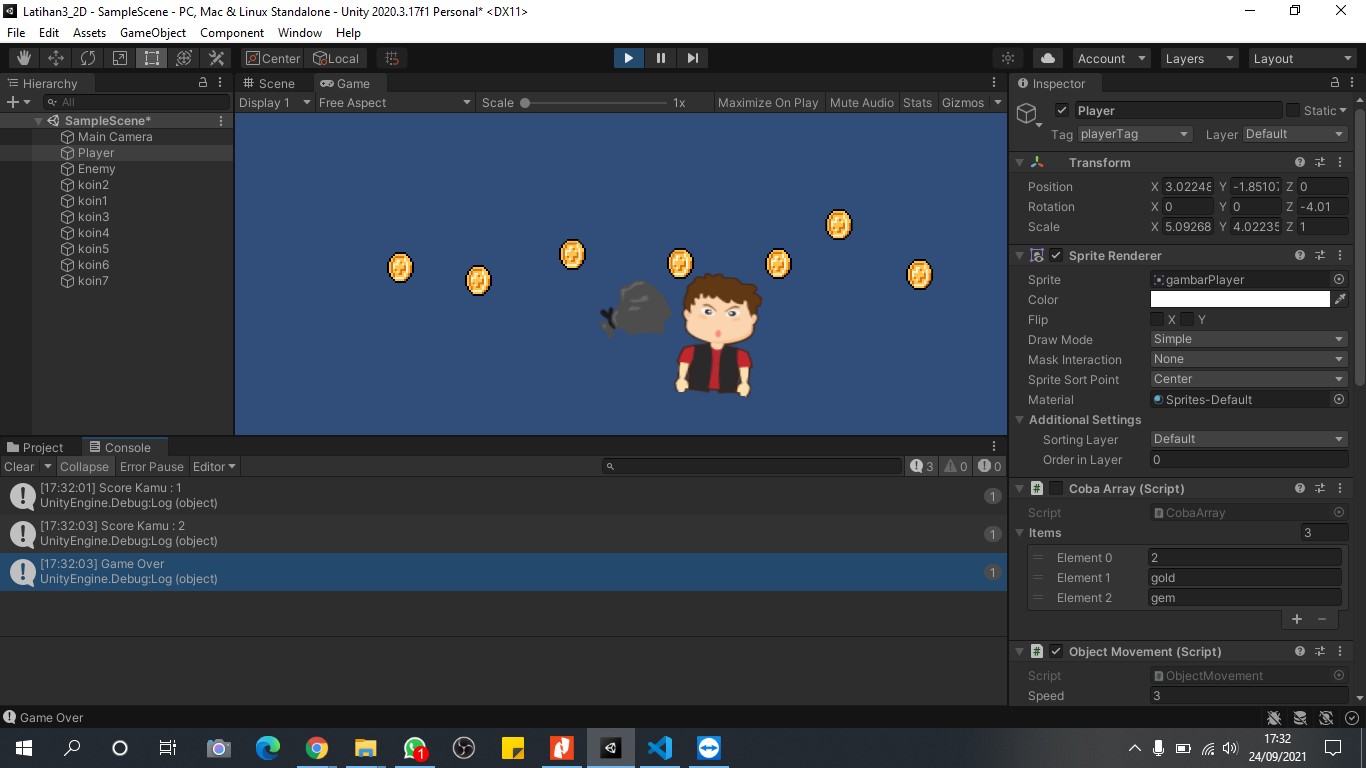 Latihan3_2D - SampleScene - PC, Mac & Linux Standalone - Unity 2020.3.17f1 Personal* <DX11>
File Edit Assets GameObject Component Window Help
Center Local Account Layers Layout
Hierarchy
All
SampleScene*
Main Camera
Player
Enemy
koin2
koin1
koin3
koin4
koin5
koin6
koin7
Scene Game
Display 1 Free Aspect Scale 1x Maximize On Play Mute Audio Stats Gizmos
Project Console
Clear Collapse Error Pause Editor 3 0 0
[17:32:01] Score Kamu : 1
UnityEngine.Debug:Log (object)
1
[17:32:03] Score Kamu : 2
UnityEngine.Debug:Log (object)
1
[17:32:03] Game Over
UnityEngine.Debug:Log (object)
1
Inspector
Player Static
Tag playerTag Layer Default
Transform
Position X 3.02248 Y -1.8510 Z 0
Rotation X 0 Y 0 Z -4.01
Scale X 5.09268 Y 4.02235 Z 1
Sprite Renderer
Sprite gambarPlayer
Color
Flip X Y
Draw Mode Simple
Mask Interaction None
Sprite Sort Point Center
Material Sprites-Default
Additional Settings
Sorting Layer Default
Order in Layer 0
# Coba Array (Script)
Script CobaArray
Items 3
Element 0 2
Element 1 gold
Element 2 gem
+ −
# Object Movement (Script)
Script ObjectMovement
Speed 3
Game Over
1
17:32
24/09/2021